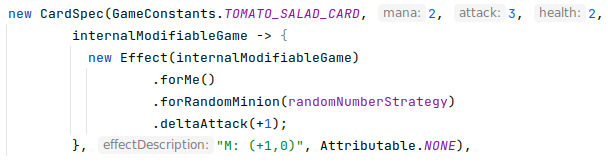 new CardSpec(GameConstants.TOMATO_SALAD_CARD, mana: 2, attack: 3, health: 2,
internalModifiableGame -> {
new Effect(internalModifiableGame)
.forMe()
.forRandomMinion(randomNumberStrategy)
.deltaAttack(+1);
}, effectDescription: "M: (+1,0)", Attributable.NONE),